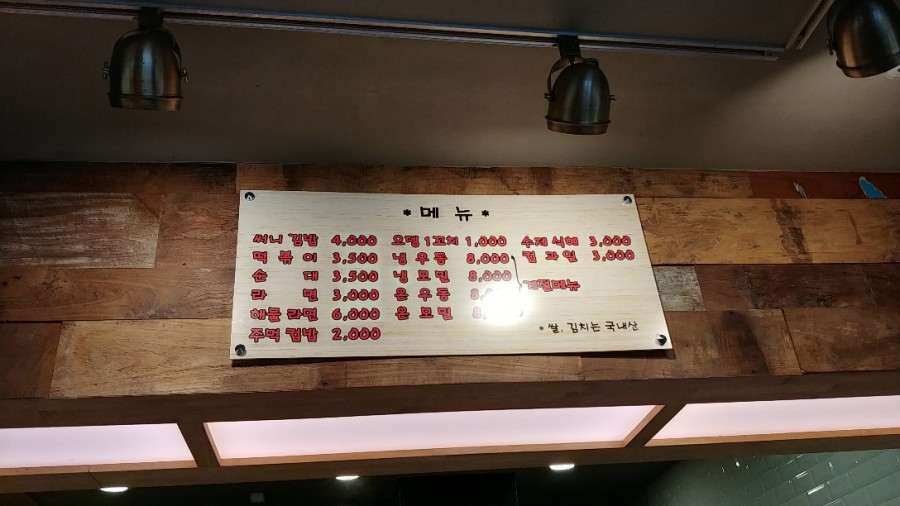 *메 뉴*
써니 김밥 4,000 오뎅 1꼬치 1,000 수제 식혜 3,000
떡 볶 이 3,500 냉 우 동 8,000 컵 과 일 3,000
순 대 3,500 냉 모 밀 8,000
계절메뉴
라 면 3,000 온 우 동
해물 라면 6,000 온 모 밀
주먹 컵밥 2,000
*쌀, 김치는 국내산